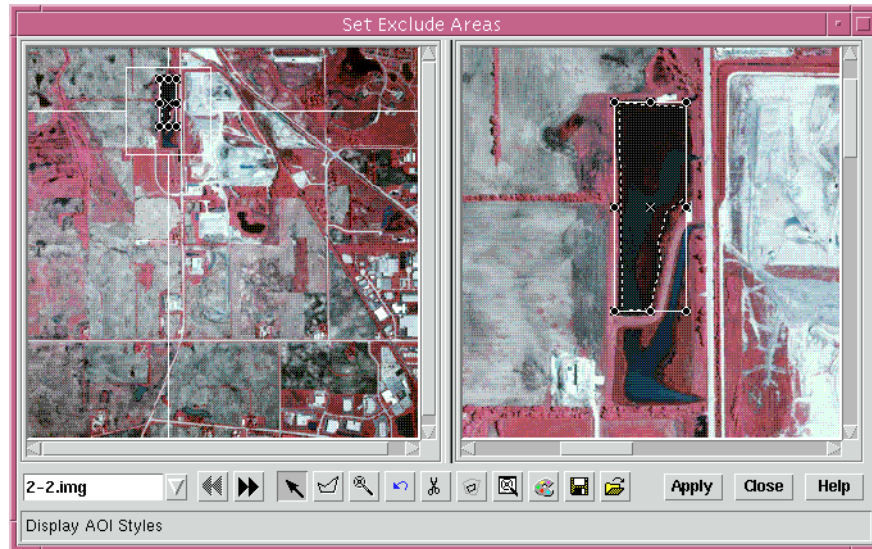 Set Exclude Areas
2-2.img
Apply
Close
Help
Display AOI Styles